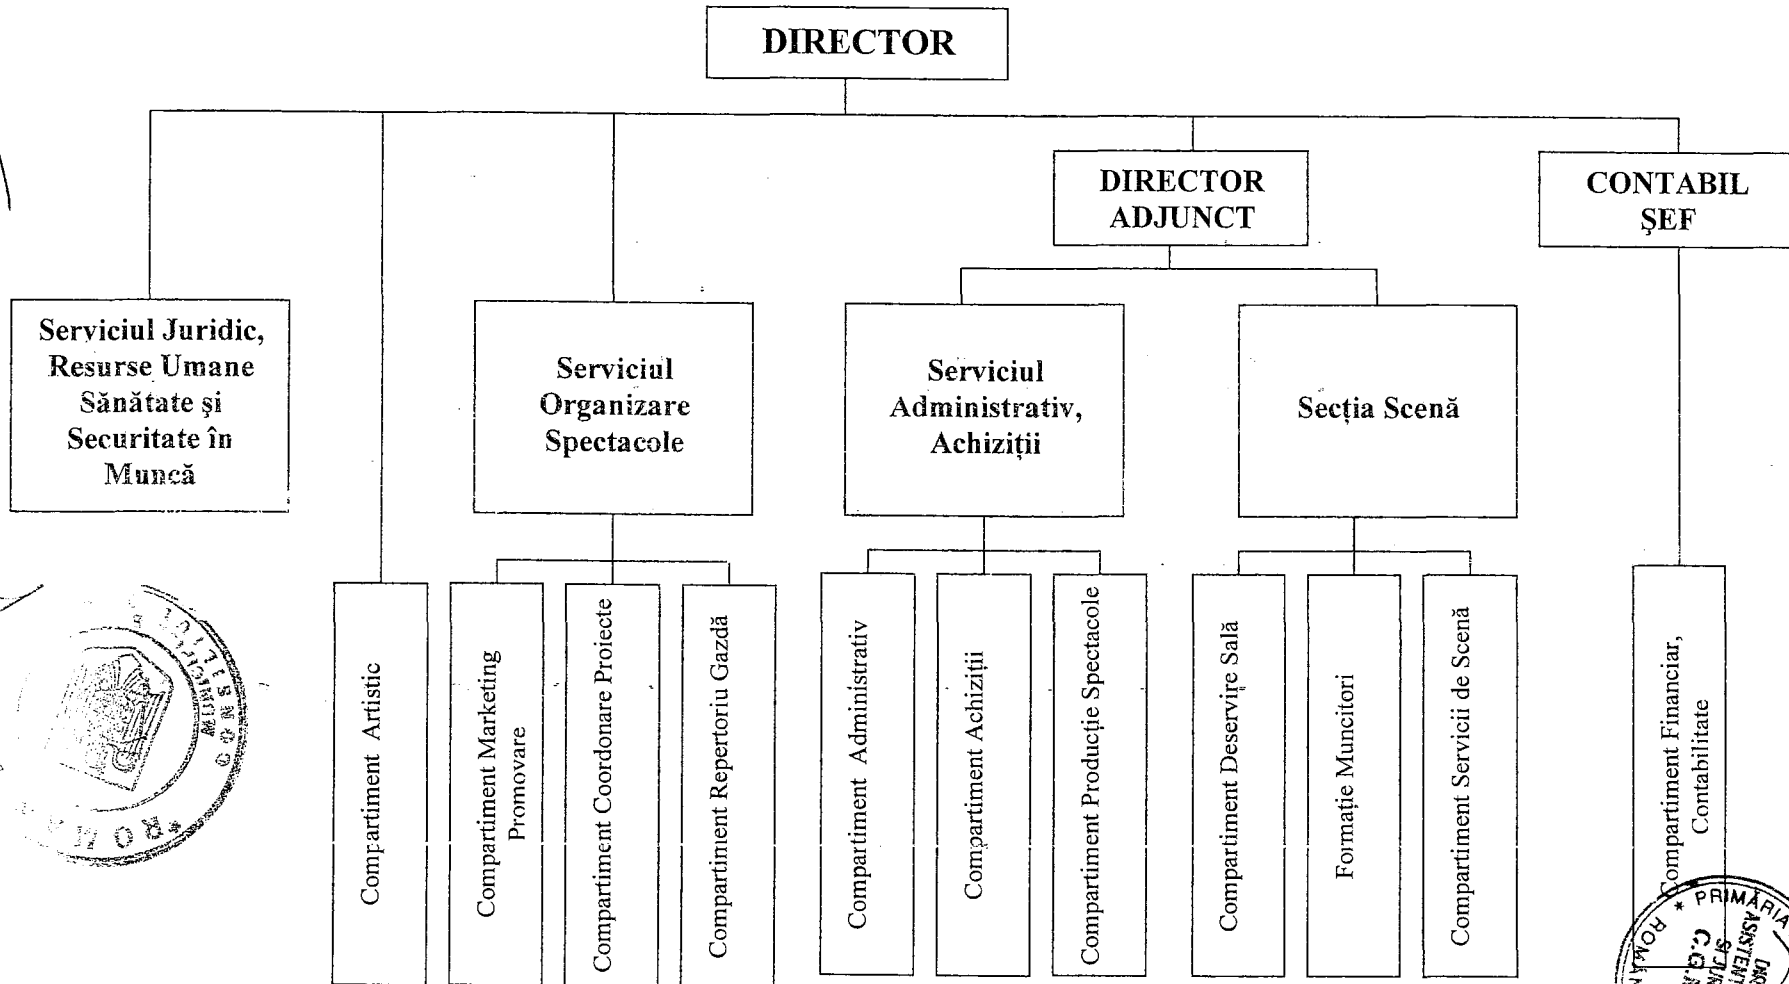 DIRECTOR
DIRECTOR
ADJUNCT
CONTABIL
ŞEF
Serviciul Juridic,
Resurse Umane
Sănătate şi
Securitate în
Muncă
Serviciul
Organizare
Spectacole
Serviciul
Administrativ,
Achiziţii
Secţia Scenă
Compartiment Artistic
Compartiment Marketing
Promovare
Compartiment Coordonare Proiecte
Compartiment Repertoriu Gazdă
Compartiment Administrativ
Compartiment Achiziţii
Compartiment Producţie Spectacole
Compartiment Deservire Sală
Formaţie Muncitori
Compartiment Servicii de Scenă
Compartiment Financiar,
Contabilitate
* PRIMĂRIA